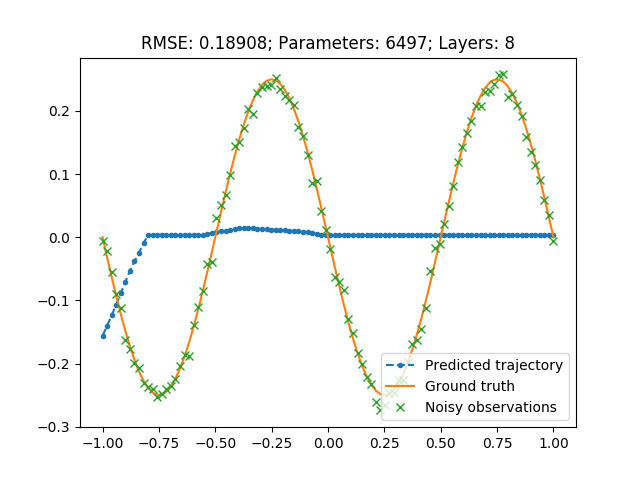 RMSE: 0.18908; Parameters: 6497; Layers: 8
0.2
0.1
0.0
−0.1
−0.2
−0.3
−1.00 −0.75 −0.50 −0.25 0.00 0.25 0.50 0.75 1.00
Predicted trajectory
Ground truth
Noisy observations